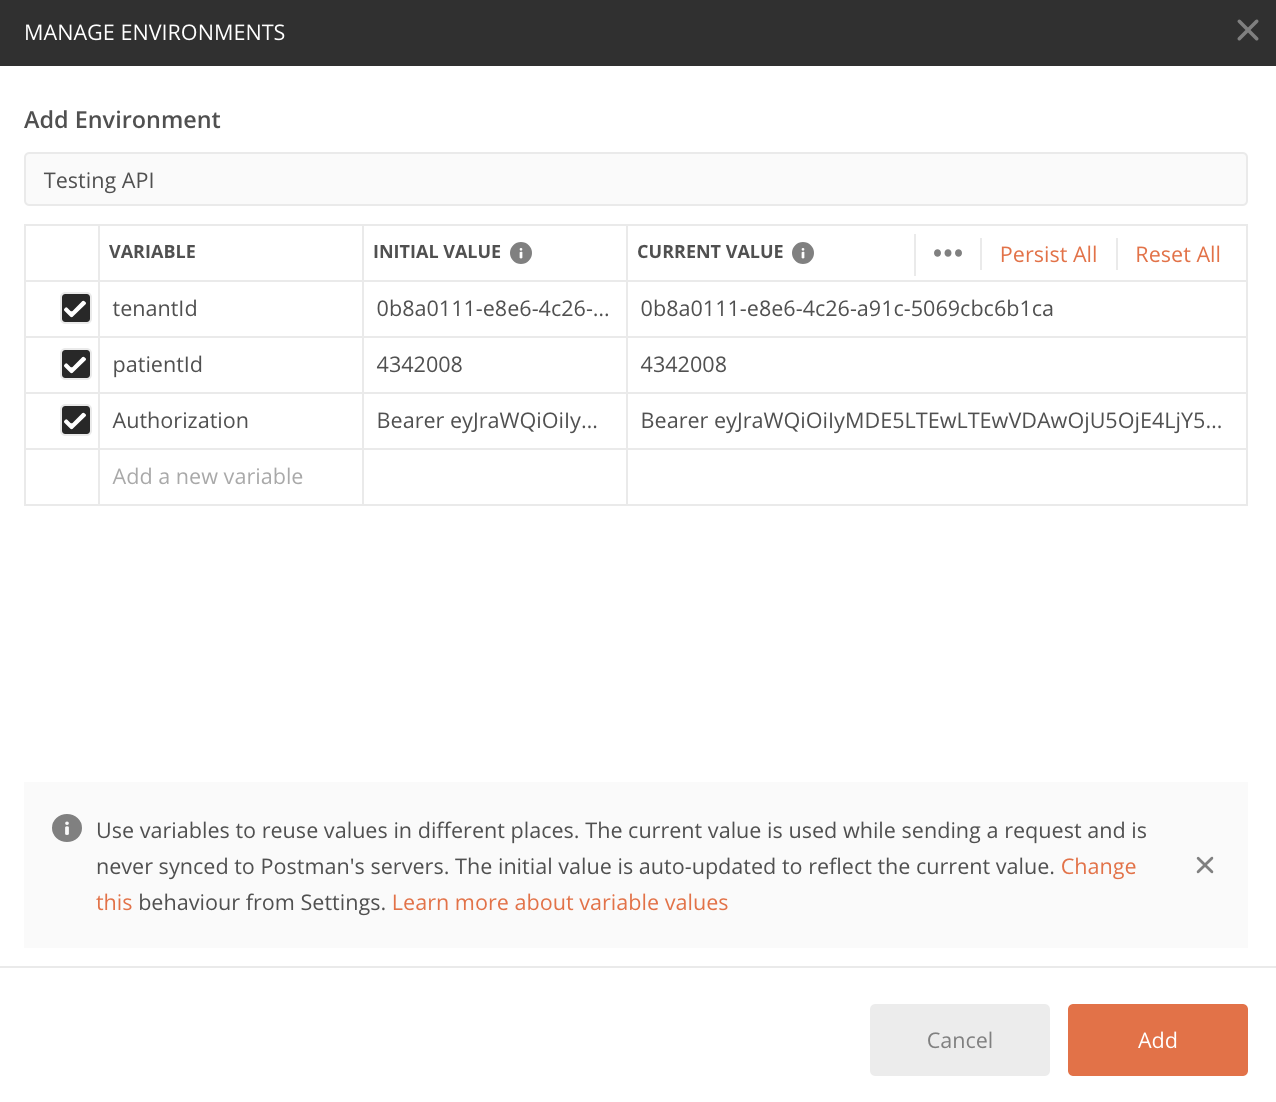 MANAGE ENVIRONMENTS
Add Environment
Testing API
VARIABLE INITIAL VALUE CURRENT VALUE ••• Persist All Reset All
tenantId 0b8a0111-e8e6-4c26-... 0b8a0111-e8e6-4c26-a91c-5069cbc6b1ca
patientId 4342008 4342008
Authorization Bearer eyJraWQiOiIy... Bearer eyJraWQiOiIyMDE5LTEwLTEwVDAwOjU5OjE4LjY5...
Add a new variable
Use variables to reuse values in different places. The current value is used while sending a request and is
never synced to Postman's servers. The initial value is auto-updated to reflect the current value. Change
this behaviour from Settings. Learn more about variable values
Cancel Add